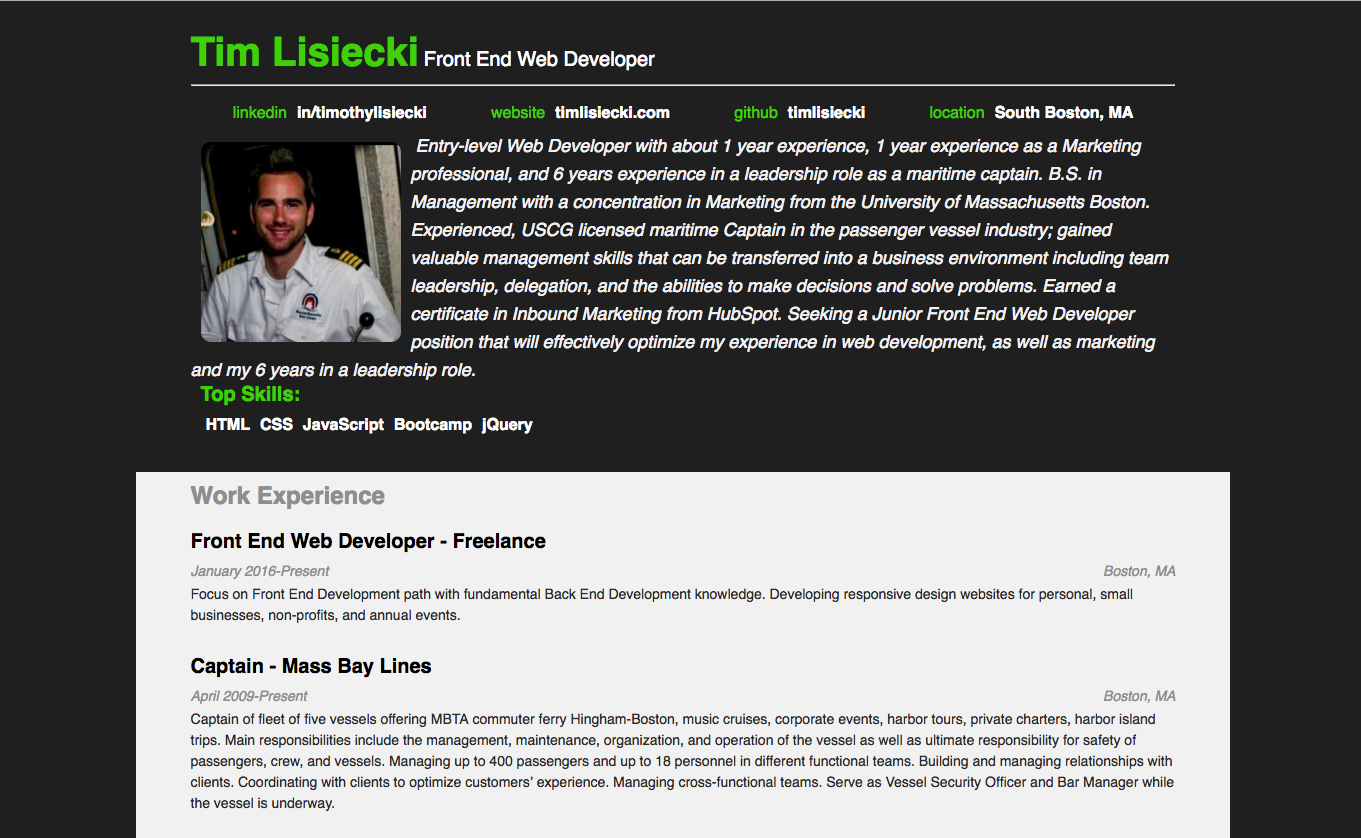 Tim Lisiecki Front End Web Developer
linkedin in/timothylisiecki website timlisiecki.com github timlisiecki location South Boston, MA
Entry-level Web Developer with about 1 year experience, 1 year experience as a Marketing
professional, and 6 years experience in a leadership role as a maritime captain. B.S. in
Management with a concentration in Marketing from the University of Massachusetts Boston.
Experienced, USCG licensed maritime Captain in the passenger vessel industry; gained
valuable management skills that can be transferred into a business environment including team
leadership, delegation, and the abilities to make decisions and solve problems. Earned a
certificate in Inbound Marketing from HubSpot. Seeking a Junior Front End Web Developer
position that will effectively optimize my experience in web development, as well as marketing
and my 6 years in a leadership role.
Top Skills:
HTML CSS JavaScript Bootcamp jQuery
Work Experience
Front End Web Developer - Freelance
January 2016-Present Boston, MA
Focus on Front End Development path with fundamental Back End Development knowledge. Developing responsive design websites for personal, small
businesses, non-profits, and annual events.
Captain - Mass Bay Lines
April 2009-Present Boston, MA
Captain of fleet of five vessels offering MBTA commuter ferry Hingham-Boston, music cruises, corporate events, harbor tours, private charters, harbor island
trips. Main responsibilities include the management, maintenance, organization, and operation of the vessel as well as ultimate responsibility for safety of
passengers, crew, and vessels. Managing up to 400 passengers and up to 18 personnel in different functional teams. Building and managing relationships with
clients. Coordinating with clients to optimize customers’ experience. Managing cross-functional teams. Serve as Vessel Security Officer and Bar Manager while
the vessel is underway.